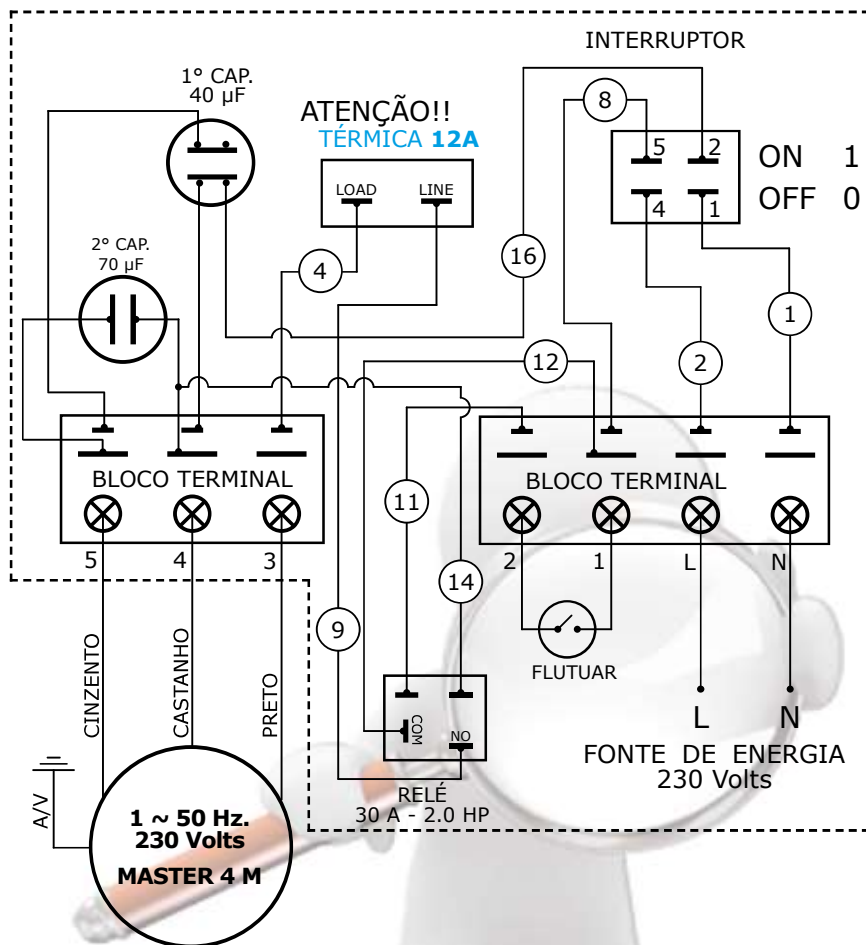 INTERRUPTOR
1° CAP.
40 µF
ATENÇÃO!!
TÉRMICA 12A
8
5 2
ON 1
LOAD LINE
OFF 0
4 1
2° CAP.
70 µF
4
16
1
12
2
BLOCO TERMINAL
BLOCO TERMINAL
11
5 4 3
2 1 L N
14
9
CINZENTO
CASTANHO
PRETO
FLUTUAR
COM
NO
L N
FONTE DE ENERGIA
230 Volts
RELÉ
30 A - 2.0 HP
A/V
1 ~ 50 Hz.
230 Volts
MASTER 4 M